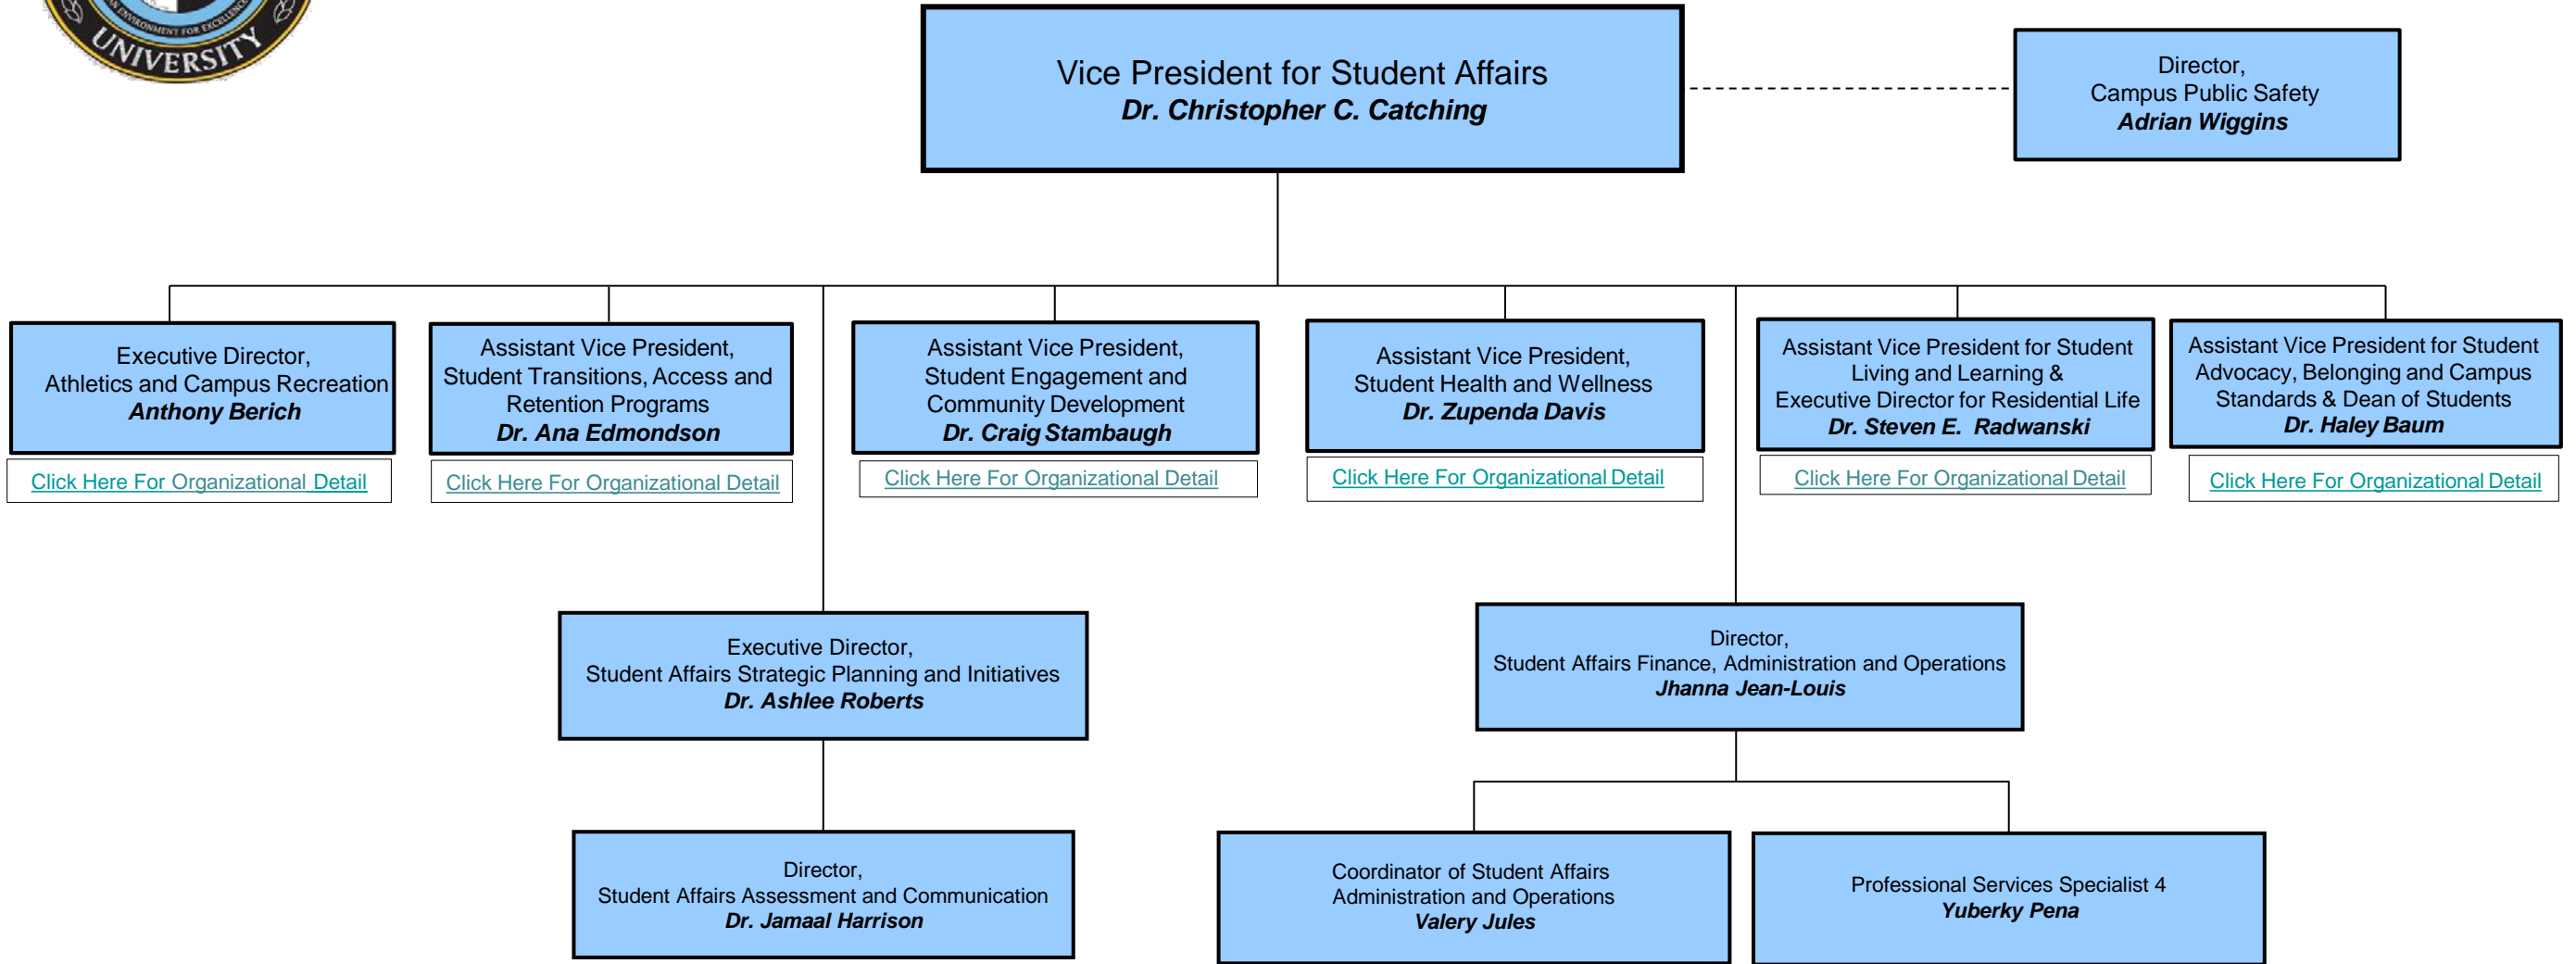 AN ENVIRONMENT FOR EXCELLENCE
UNIVERSITY
Vice President for Student Affairs
Dr. Christopher C. Catching
Director,
Campus Public Safety
Adrian Wiggins
Executive Director,
Athletics and Campus Recreation
Anthony Berich
Click Here For Organizational Detail
Assistant Vice President,
Student Transitions, Access and
Retention Programs
Dr. Ana Edmondson
Click Here For Organizational Detail
Assistant Vice President,
Student Engagement and
Community Development
Dr. Craig Stambaugh
Click Here For Organizational Detail
Assistant Vice President,
Student Health and Wellness
Dr. Zupenda Davis
Click Here For Organizational Detail
Assistant Vice President for Student
Living and Learning &
Executive Director for Residential Life
Dr. Steven E. Radwanski
Click Here For Organizational Detail
Assistant Vice President for Student
Advocacy, Belonging and Campus
Standards & Dean of Students
Dr. Haley Baum
Click Here For Organizational Detail
Executive Director,
Student Affairs Strategic Planning and Initiatives
Dr. Ashlee Roberts
Director,
Student Affairs Finance, Administration and Operations
Jhanna Jean-Louis
Director,
Student Affairs Assessment and Communication
Dr. Jamaal Harrison
Coordinator of Student Affairs
Administration and Operations
Valery Jules
Professional Services Specialist 4
Yuberky Pena